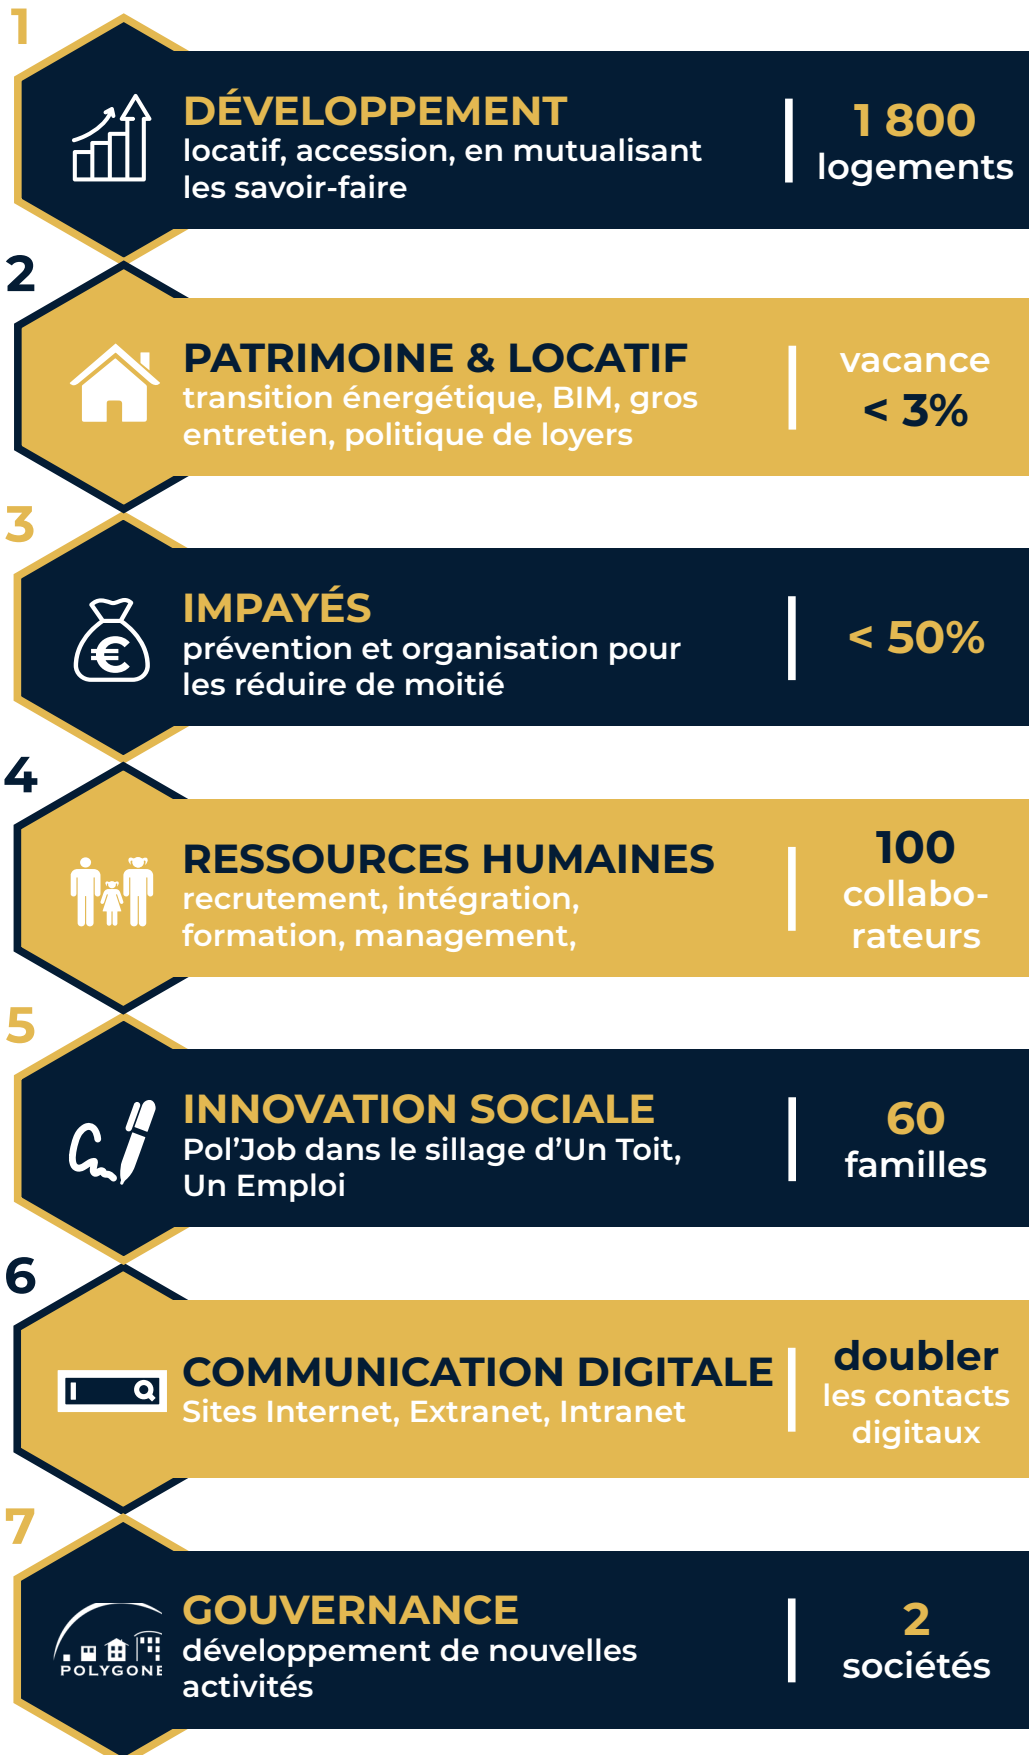 1
DÉVELOPPEMENT
locatif, accession, en mutualisant
les savoir-faire
1 800
logements
2
PATRIMOINE & LOCATIF
transition énergétique, BIM, gros
entretien, politique de loyers
vacance
< 3%
3
IMPAYÉS
prévention et organisation pour
les réduire de moitié
< 50%
4
RESSOURCES HUMAINES
recrutement, intégration,
formation, management,
100
collabo-
rateurs
5
INNOVATION SOCIALE
Pol’Job dans le sillage d’Un Toit,
Un Emploi
60
familles
6
COMMUNICATION DIGITALE
Sites Internet, Extranet, Intranet
doubler
les contacts
digitaux
7
POLYGONE
GOUVERNANCE
développement de nouvelles
activités
2
sociétés